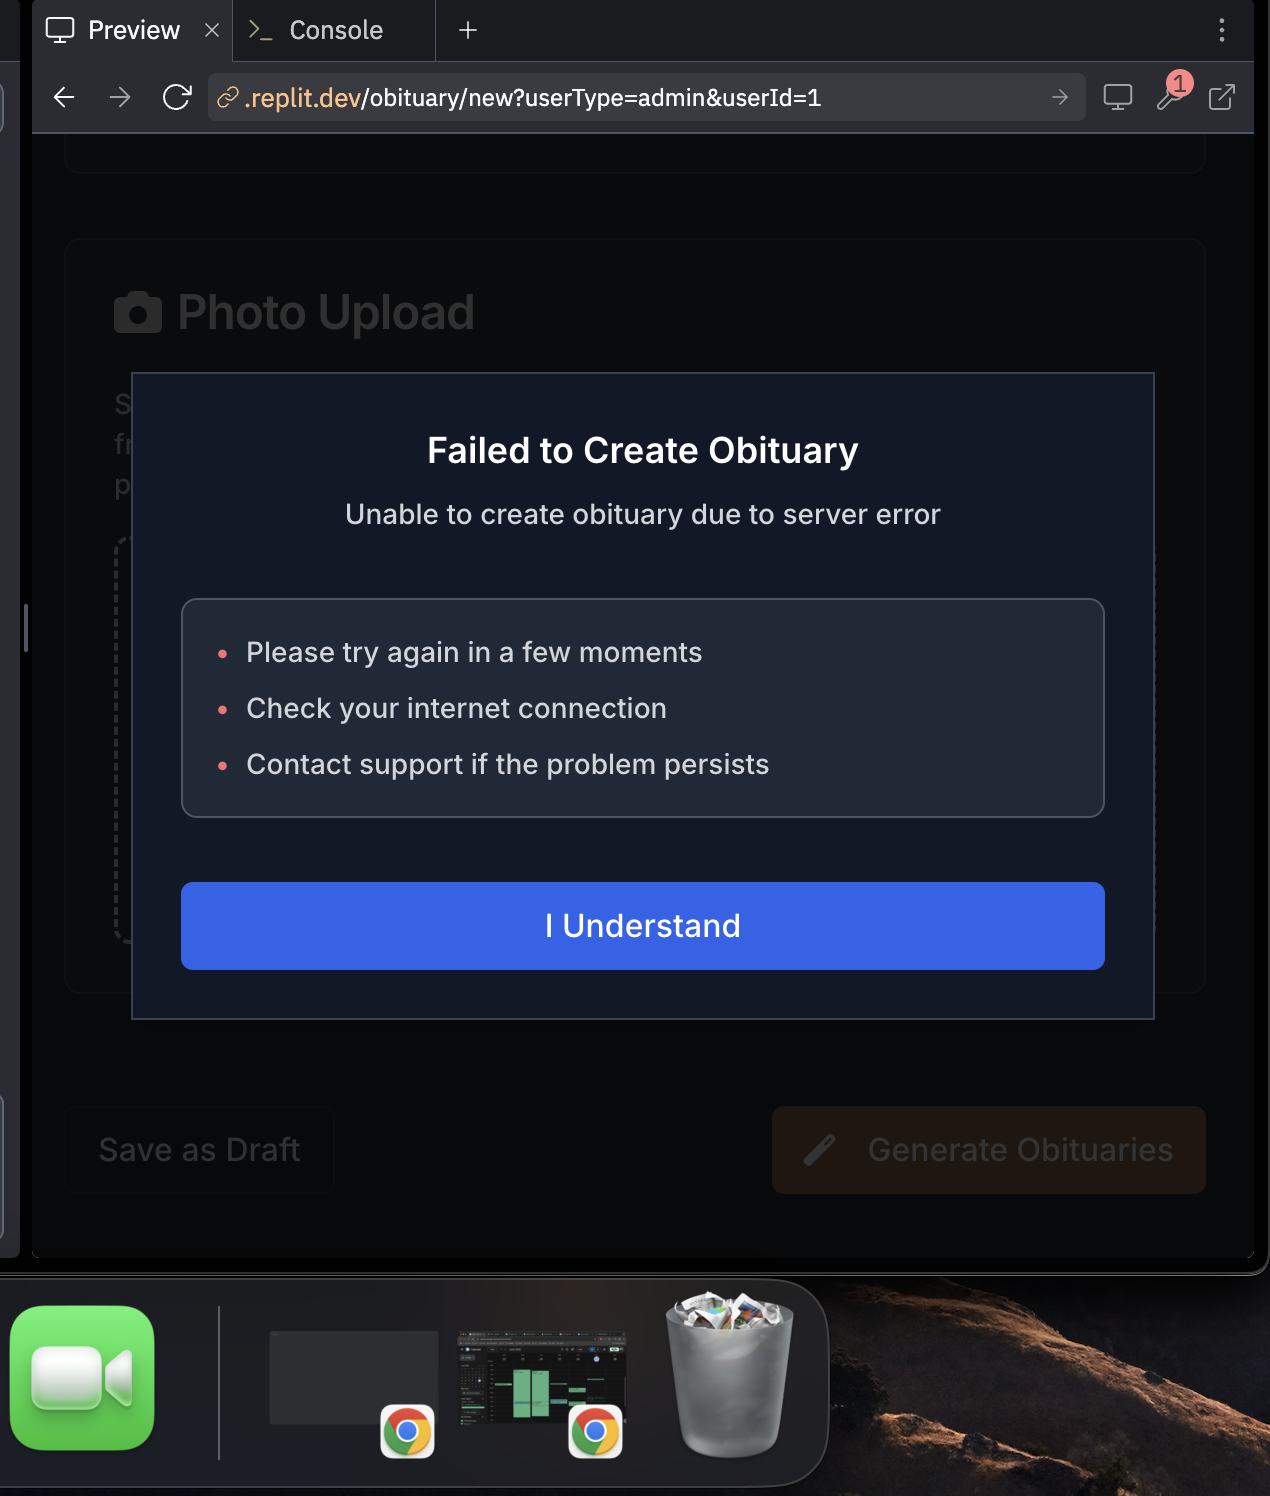 Preview
Console
.replit.dev/obituary/new?userType=admin&userId=1
1
Photo Upload
S
fr
p
Failed to Create Obituary
Unable to create obituary due to server error
• Please try again in a few moments
• Check your internet connection
• Contact support if the problem persists
I Understand
Save as Draft
Generate Obituaries